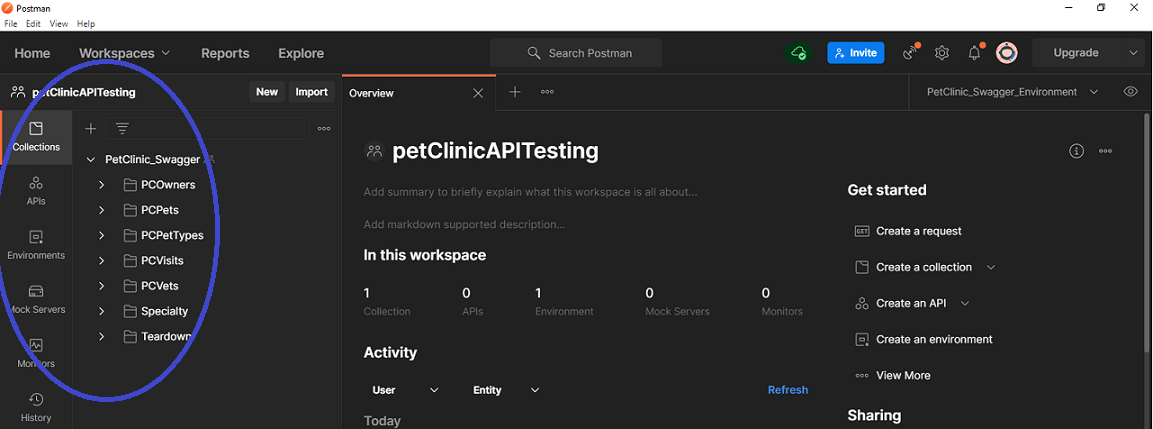 Postman
File Edit View Help
Home Workspaces Reports Explore Search Postman Invite Upgrade
petClinicAPITesting New Import
Overview
PetClinic_Swagger_Environment
Collections
APIs
Environments
Mock Servers
Monitors
History
PetClinic_Swagger
PCOwners
PCPets
PCPetTypes
PCVisits
PCVets
Specialty
Teardown
petClinicAPITesting
Add summary to briefly explain what this workspace is all about...
Add markdown supported description...
In this workspace
1 0 1 0 0
Collection APIs Environment Mock Servers Monitors
Activity
User Entity Refresh
Today
Get started
GET Create a request
Create a collection
Create an API
Create an environment
View More
Sharing